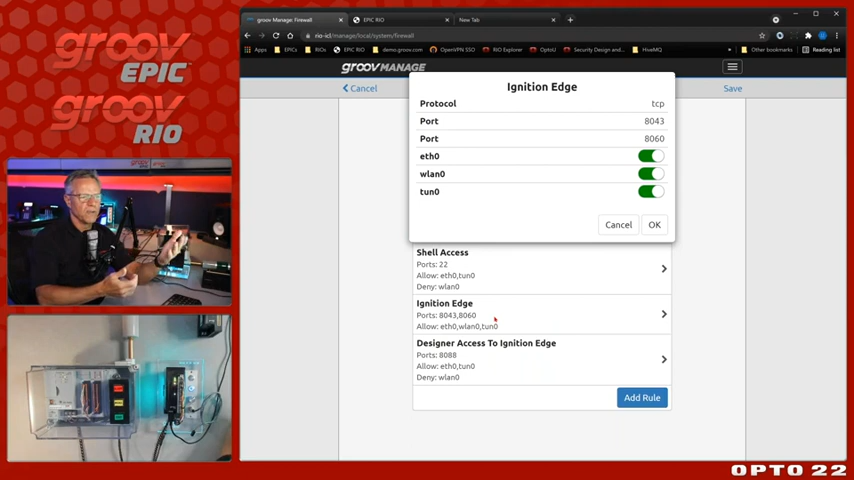 groov
EPIC
groov
RIO
groov Manage: Firewall
EPIC RIO
New Tab
rio-icl/manage/local/system/firewall
Apps
EPICs
RIOs
EPIC RIO
demo.groov.com
OpenVPN SSO
RIO Explorer
OptoU
Security Design and...
HiveMQ
Other bookmarks
Reading list
groov MANAGE
Cancel
Save
Ignition Edge
Protocol tcp
Port 8043
Port 8060
eth0
wlan0
tun0
Cancel OK
Shell Access
Ports: 22
Allow: eth0,tun0
Deny: wlan0
Ignition Edge
Ports: 8043,8060
Allow: eth0,wlan0,tun0
Designer Access To Ignition Edge
Ports: 8088
Allow: eth0,tun0
Deny: wlan0
Add Rule
OPTO 22